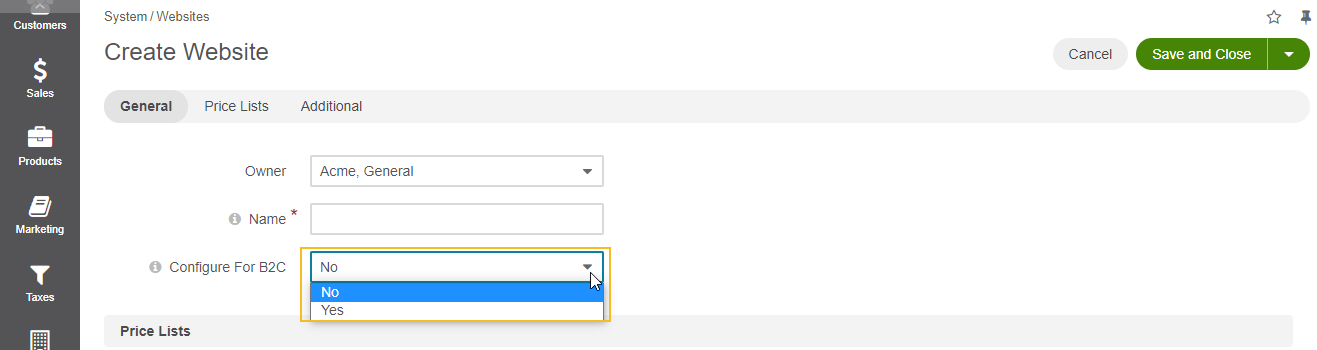 Customers
Sales
Products
Marketing
Taxes
System / Websites
Create Website
Cancel
Save and Close
General Price Lists Additional
Owner Acme, General
Name *
Configure For B2C No
No
Yes
Price Lists